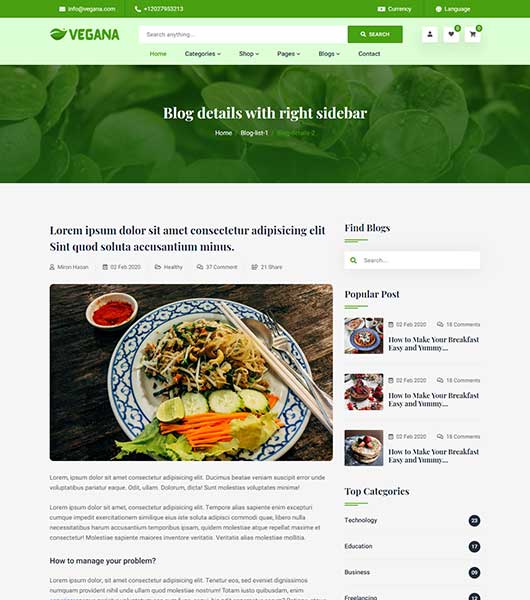 info@vegana.com +12027953213 Currency Language
VEGANA Search anything... SEARCH 0 0
Home Categories Shop Pages Blogs Contact
Blog details with right sidebar
Home / Blog-list-1 / Blog-details-2
Lorem ipsum dolor sit amet consectetur adipisicing elit
Sint quod soluta accusantium minus.
Miron Hasan 02 Feb 2020 Healthy 37 Comment 21 Share
Lorem, ipsum dolor sit amet consectetur adipisicing elit. Ducimus beatae veniam suscipit error unde
voluptatibus pariatur eaque. Odit, ullam. Dolorum, dicta! Sunt molestias voluptates minima!
Lorem, ipsum dolor sit amet consectetur adipisicing elit. Tempore alias sapiente enim excepturi
cumque impedit exercitationem similique eius iste soluta adipisci commodi quae, libero nulla
necessitatibus harum accusantium temporibus ipsam, quidem molestiae atque repellat maxime et
consectetur! Molestiae sapiente maiores inventore veritatis. Veritatis alias molestiae mollitia.
How to manage your problem?
Lorem, ipsum dolor sit amet consectetur adipisicing elit. Tenetur eos, sed eveniet dignissimos
numquam provident nihil unde ullam quod nostrum! Totam iusto quibusdam, enim
Find Blogs
Search...
Popular Post
02 Feb 2020 18 Comments
How to Make Your Breakfast
Easy and Yummy...
02 Feb 2020 18 Comments
How to Make Your Breakfast
Easy and Yummy...
02 Feb 2020 18 Comments
How to Make Your Breakfast
Easy and Yummy...
Top Categories
Technology 23
Education 17
Business 09
Freelancing